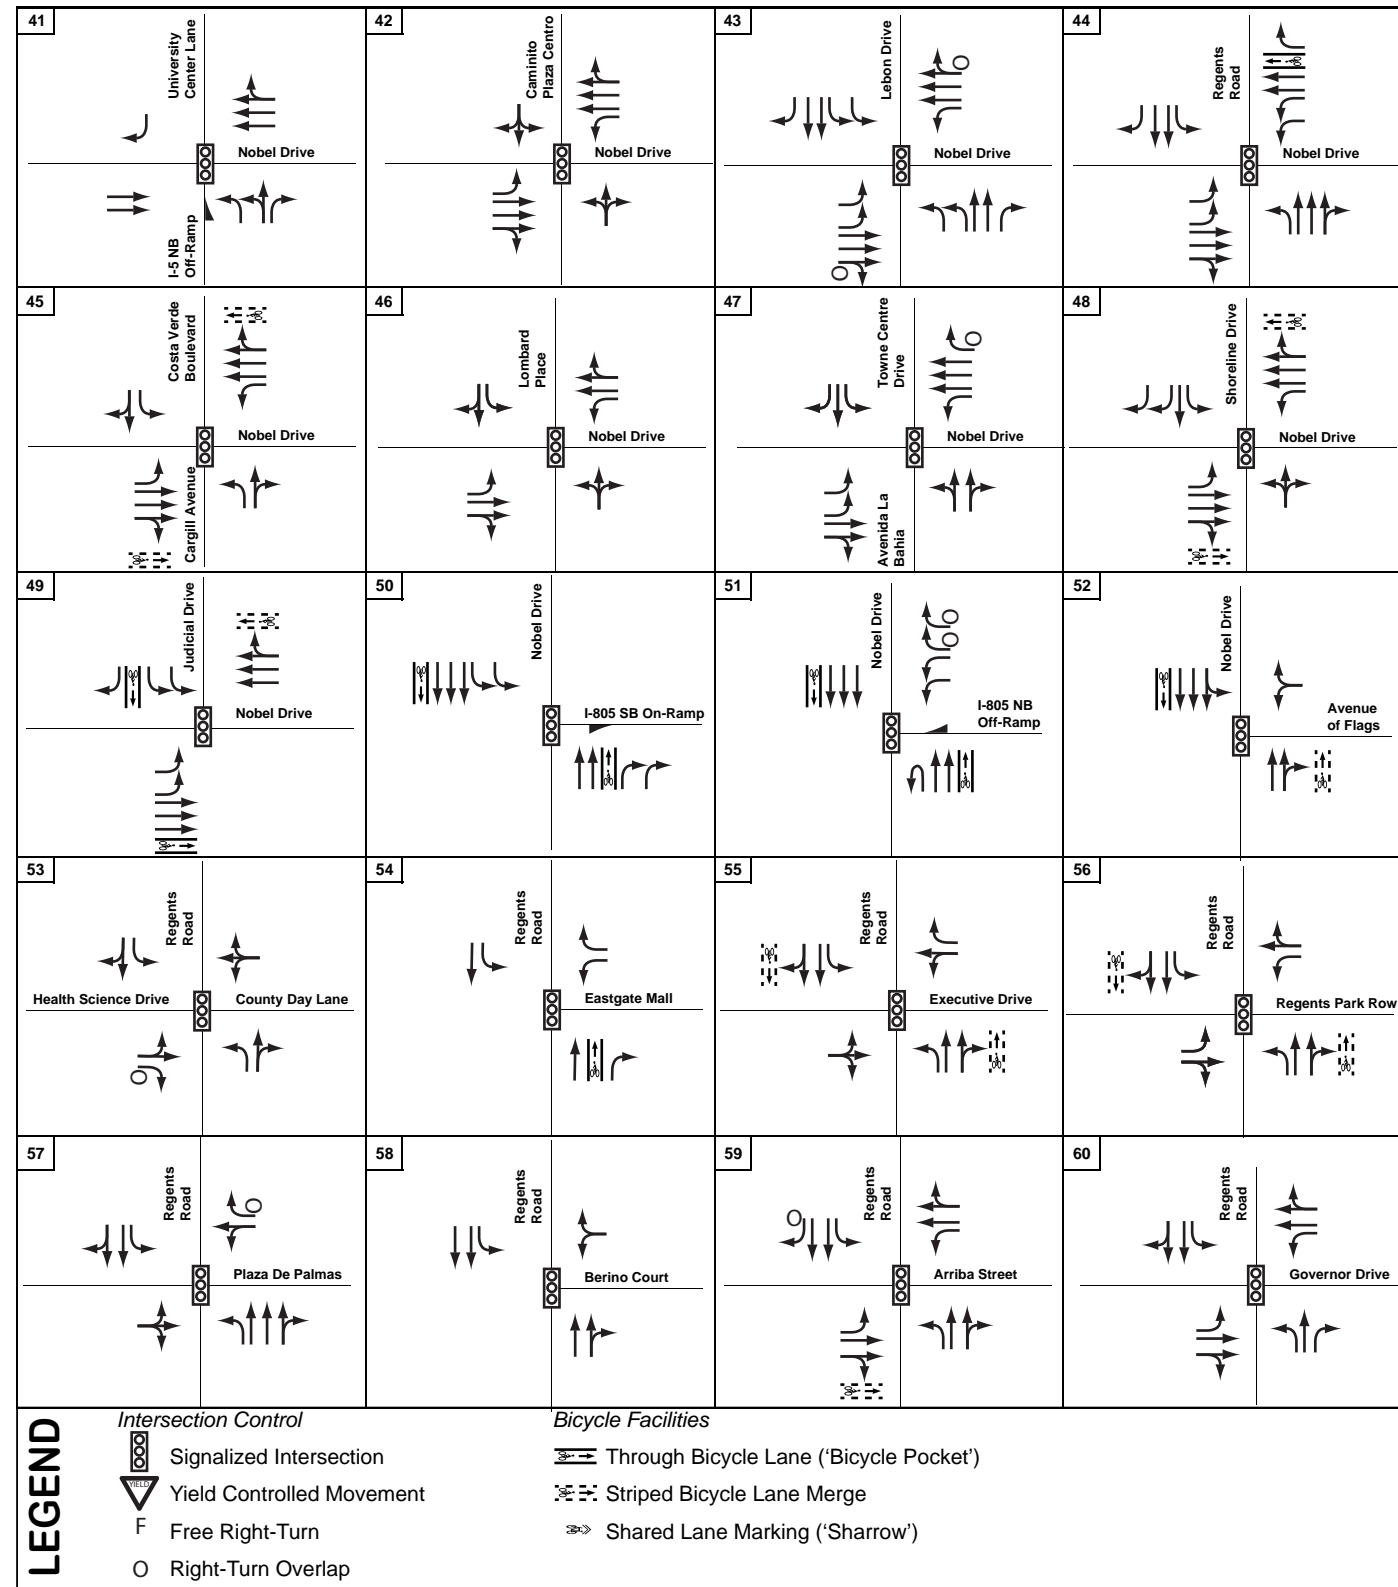 41
University
Center Lane
Nobel Drive
I-5 NB
Off-Ramp
42
Caminito
Plaza Centro
Nobel Drive
43
Lebon Drive
O
Nobel Drive
O
44
Regents
Road
Nobel Drive
45
Costa Verde
Boulevard
Nobel Drive
Cargill Avenue
46
Lombard
Place
Nobel Drive
47
Towne Centre
Drive
O
Nobel Drive
Avenida La
Bahia
48
Shoreline Drive
Nobel Drive
49
Judicial Drive
Nobel Drive
50
Nobel Drive
I-805 SB On-Ramp
51
Nobel Drive
O
O
I-805 NB
Off-Ramp
52
Nobel Drive
Avenue
of Flags
53
Regents
Road
Health Science Drive
County Day Lane
O
54
Regents
Road
Eastgate Mall
55
Regents
Road
Executive Drive
56
Regents
Road
Regents Park Row
57
Regents
Road
O
Plaza De Palmas
58
Regents
Road
Berino Court
59
O
Regents
Road
Arriba Street
60
Regents
Road
Governor Drive
LEGEND
Intersection Control
Signalized Intersection
YIELD
Yield Controlled Movement
F Free Right-Turn
O Right-Turn Overlap
Bicycle Facilities
Through Bicycle Lane ('Bicycle Pocket')
Striped Bicycle Lane Merge
Shared Lane Marking ('Sharrow')